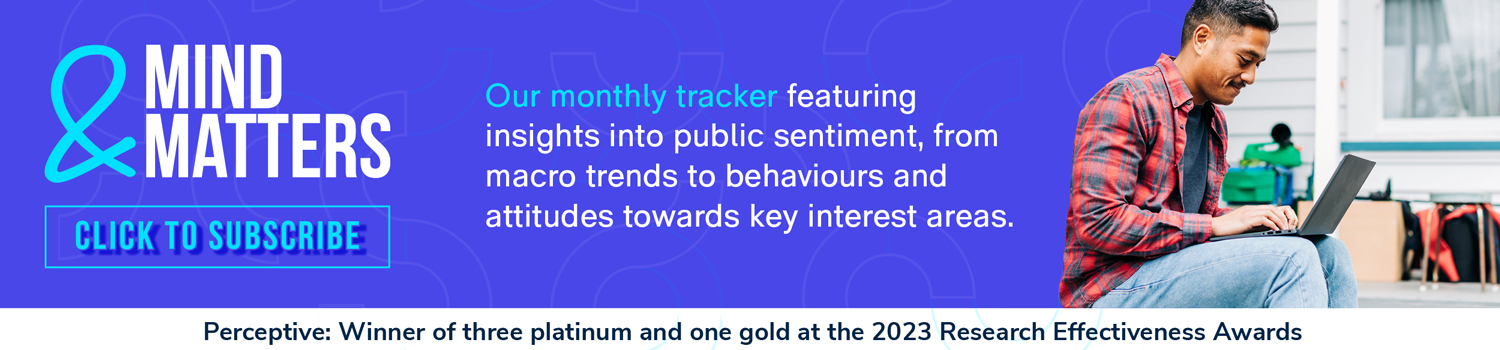 & MIND
MATTERS
CLICK TO SUBSCRIBE
Our monthly tracker featuring
insights into public sentiment, from
macro trends to behaviours and
attitudes towards key interest areas.
Perceptive: Winner of three platinum and one gold at the 2023 Research Effectiveness Awards